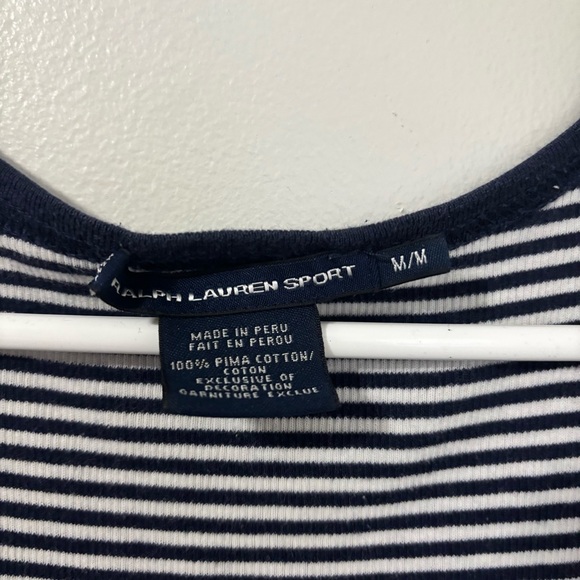 RALPH LAUREN SPORT
M/M
MADE IN PERU
FAIT EN PEROU
100% PIMA COTTON/
COTON
EXCLUSIVE OF
DECORATION
GARNITURE EXCLUE